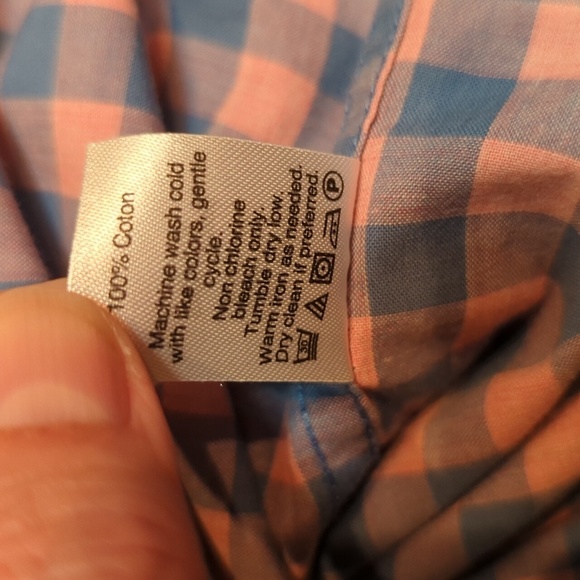 100% Coton
Machine wash cold
with like colors, gentle
cycle.
Non chlorine
bleach only.
Tumble dry low.
Warm iron as needed.
Dry clean if preferred.
30 P